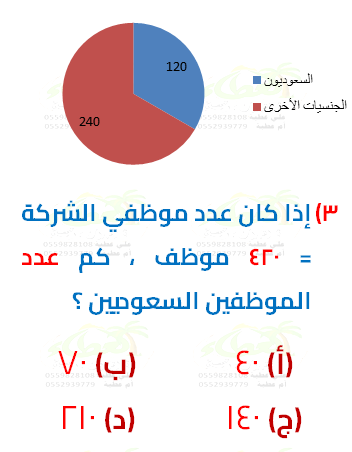 120
السعوديون
الجنسيات الأخرى
240
٣) إذا كان عدد موظفي الشركة
= ٤٢٠ موظف ، كم عدد
الموظفين السعوديين ؟
(أ) ٤٠ (ب) ٧٠
(ج) ١٤٠ (د) ٢١٠